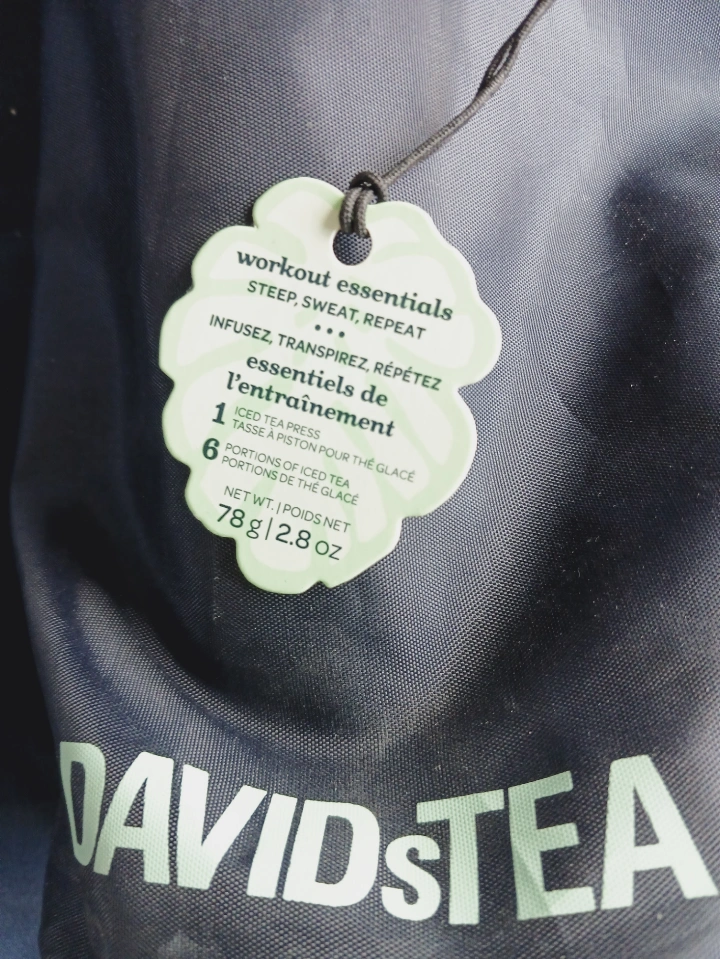 workout essentials
STEEP, SWEAT, REPEAT
•••
INFUSEZ, TRANSPIREZ, RÉPÉTEZ
essentiels de
l'entraînement
1 ICED TEA PRESS
TASSE À PISTON POUR THÉ GLACÉ
6 PORTIONS OF ICED TEA
PORTIONS DE THÉ GLACÉ
NET WT. | POIDS NET
78 g | 2.8 OZ
DAVIDsTEA